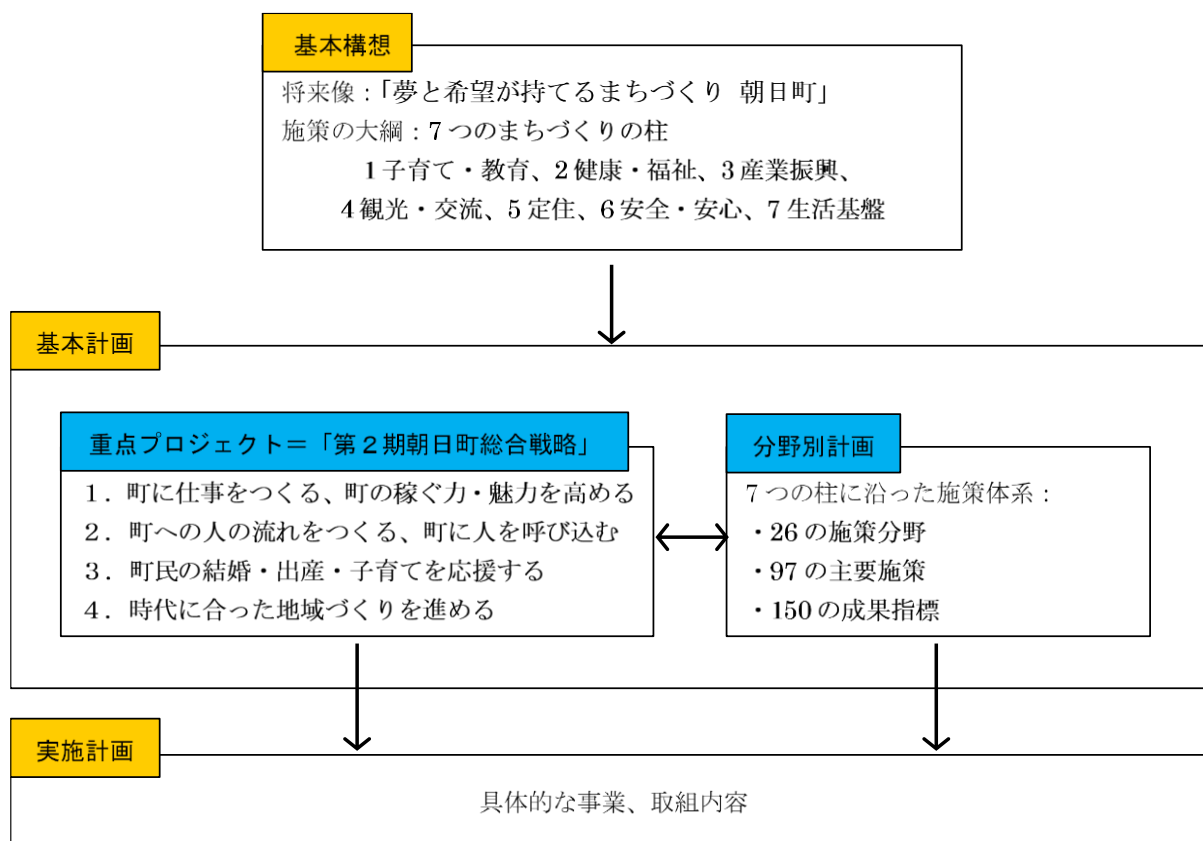 基本構想
将来像：「夢と希望が持てるまちづくり 朝日町」
施策の大綱：7つのまちづくりの柱
1子育て・教育、2健康・福祉、3産業振興、
4観光・交流、5定住、6安全・安心、7生活基盤
基本計画
重点プロジェクト＝「第２期朝日町総合戦略」
１．町に仕事をつくる、町の稼ぐ力・魅力を高める
２．町への人の流れをつくる、町に人を呼び込む
３．町民の結婚・出産・子育てを応援する
４．時代に合った地域づくりを進める
分野別計画
7つの柱に沿った施策体系：
・26の施策分野
・97の主要施策
・150の成果指標
実施計画
具体的な事業、取組内容